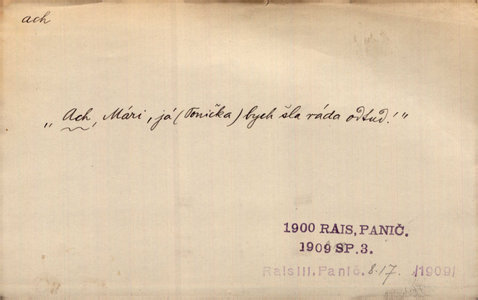 ach
„Ach, Mári, já (Tonička) bych šla ráda odtud!"
1900 RAIS, PANIČ.
1909 SP. 3.
Rais III. Panič. 8. 17. /1909/